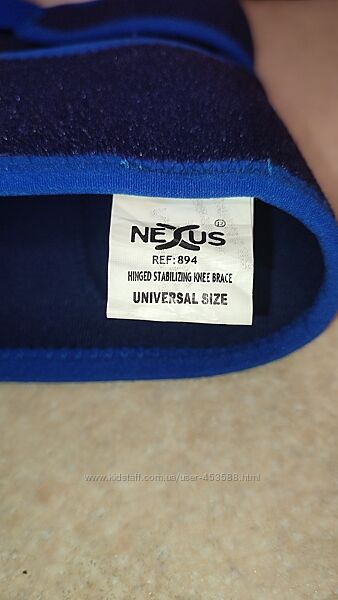 NEXUS
REF:894
HINGED STABILIZING KNEE BRACE
UNIVERSAL SIZE
www.kidstaff.com.ua/user-453588.html